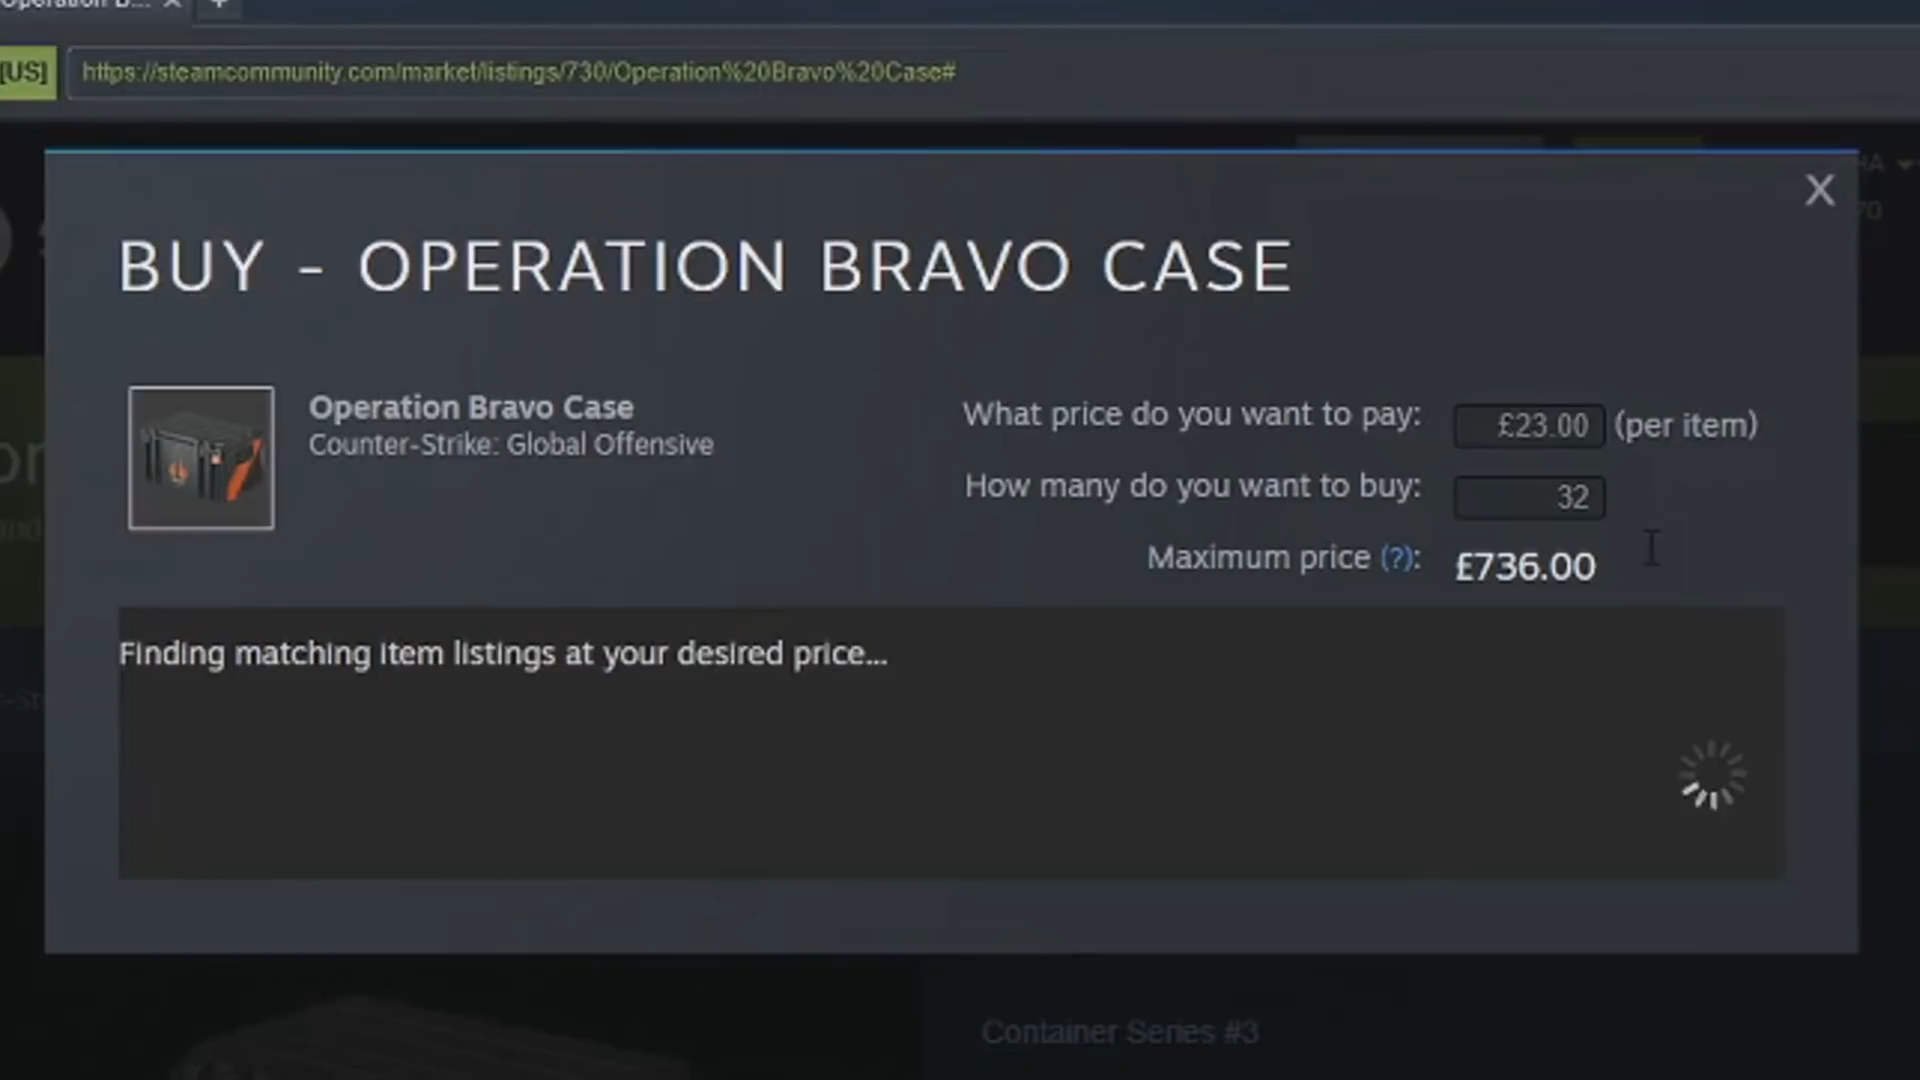 [US] https://steamcommunity.com/market/listings/730/Operation%20Bravo%20Case#
X
BUY - OPERATION BRAVO CASE
Operation Bravo Case
Counter-Strike: Global Offensive
What price do you want to pay: £23.00 (per item)
How many do you want to buy: 32
Maximum price (?): £736.00
Finding matching item listings at your desired price...
Container Series #3